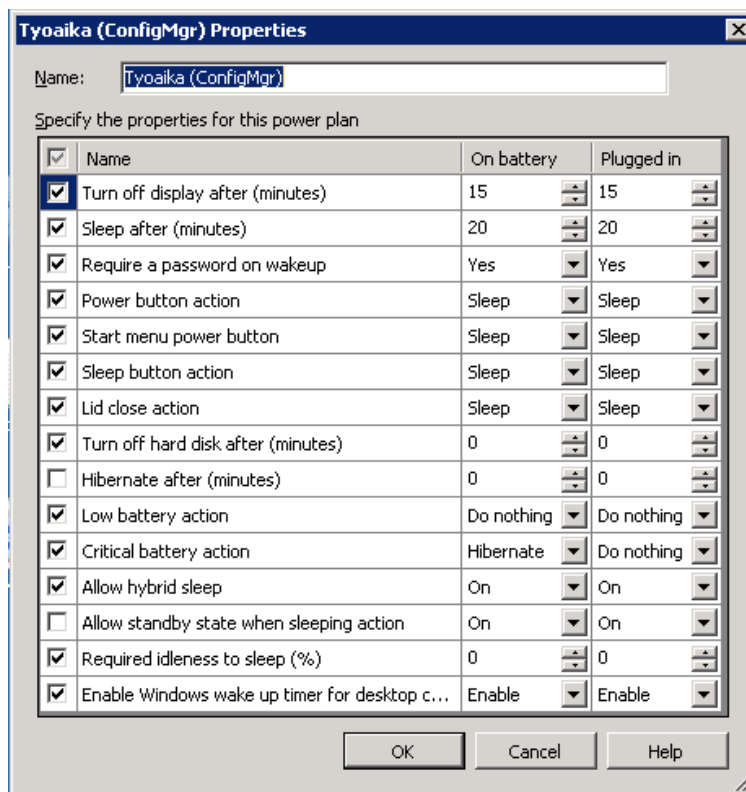 Tyoaika (ConfigMgr) Properties
Name: Tyoaika (ConfigMgr)
Specify the properties for this power plan
Name On battery Plugged in
Turn off display after (minutes) 15 15
Sleep after (minutes) 20 20
Require a password on wakeup Yes Yes
Power button action Sleep Sleep
Start menu power button Sleep Sleep
Sleep button action Sleep Sleep
Lid close action Sleep Sleep
Turn off hard disk after (minutes) 0 0
Hibernate after (minutes) 0 0
Low battery action Do nothing Do nothing
Critical battery action Hibernate Do nothing
Allow hybrid sleep On On
Allow standby state when sleeping action On On
Required idleness to sleep (%) 0 0
Enable Windows wake up timer for desktop c... Enable Enable
OK Cancel Help